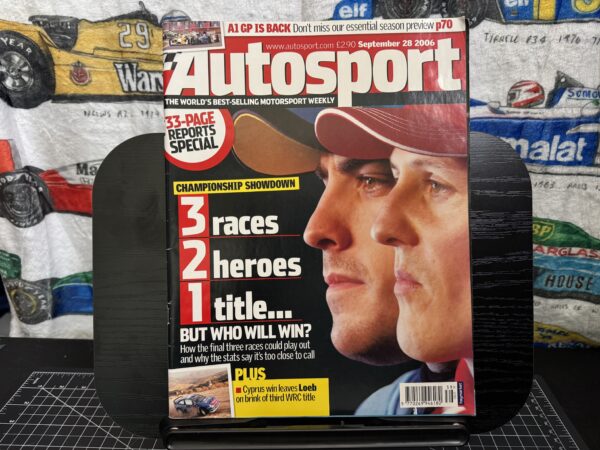 A1 GP IS BACK Don't miss our essential season preview p70
www.autosport.com £2.90 September 28 2006
Autosport
THE WORLD'S BEST-SELLING MOTORSPORT WEEKLY
33-PAGE
REPORTS
SPECIAL
CHAMPIONSHIP SHOWDOWN
3 races
2 heroes
1 title...
BUT WHO WILL WIN?
How the final three races could play out
and why the stats say it's too close to call
PLUS
Cyprus win leaves Loeb
on brink of third WRC title
elf
elf
29
TYRRELL P34 1976
malat
1983
BP
HOUSE